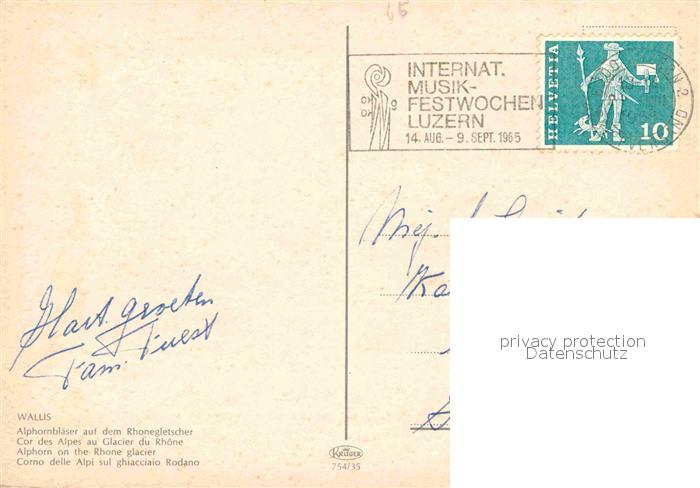 66
INTERNAT.
MUSIK-
FESTWOCHEN
LUZERN
14. AUG. – 9. SEPT. 1965
HELVETIA
10
Mej.
Hart. groeten
Fam. Fuest
privacy protection
Datenschutz
WALLIS
Alphornbläser auf dem Rhonegletscher
Cor des Alpes au Glacier du Rhône
Alphorn on the Rhone glacier
Corno delle Alpi sul ghiacciaio Rodano
KRÜGER
754/35